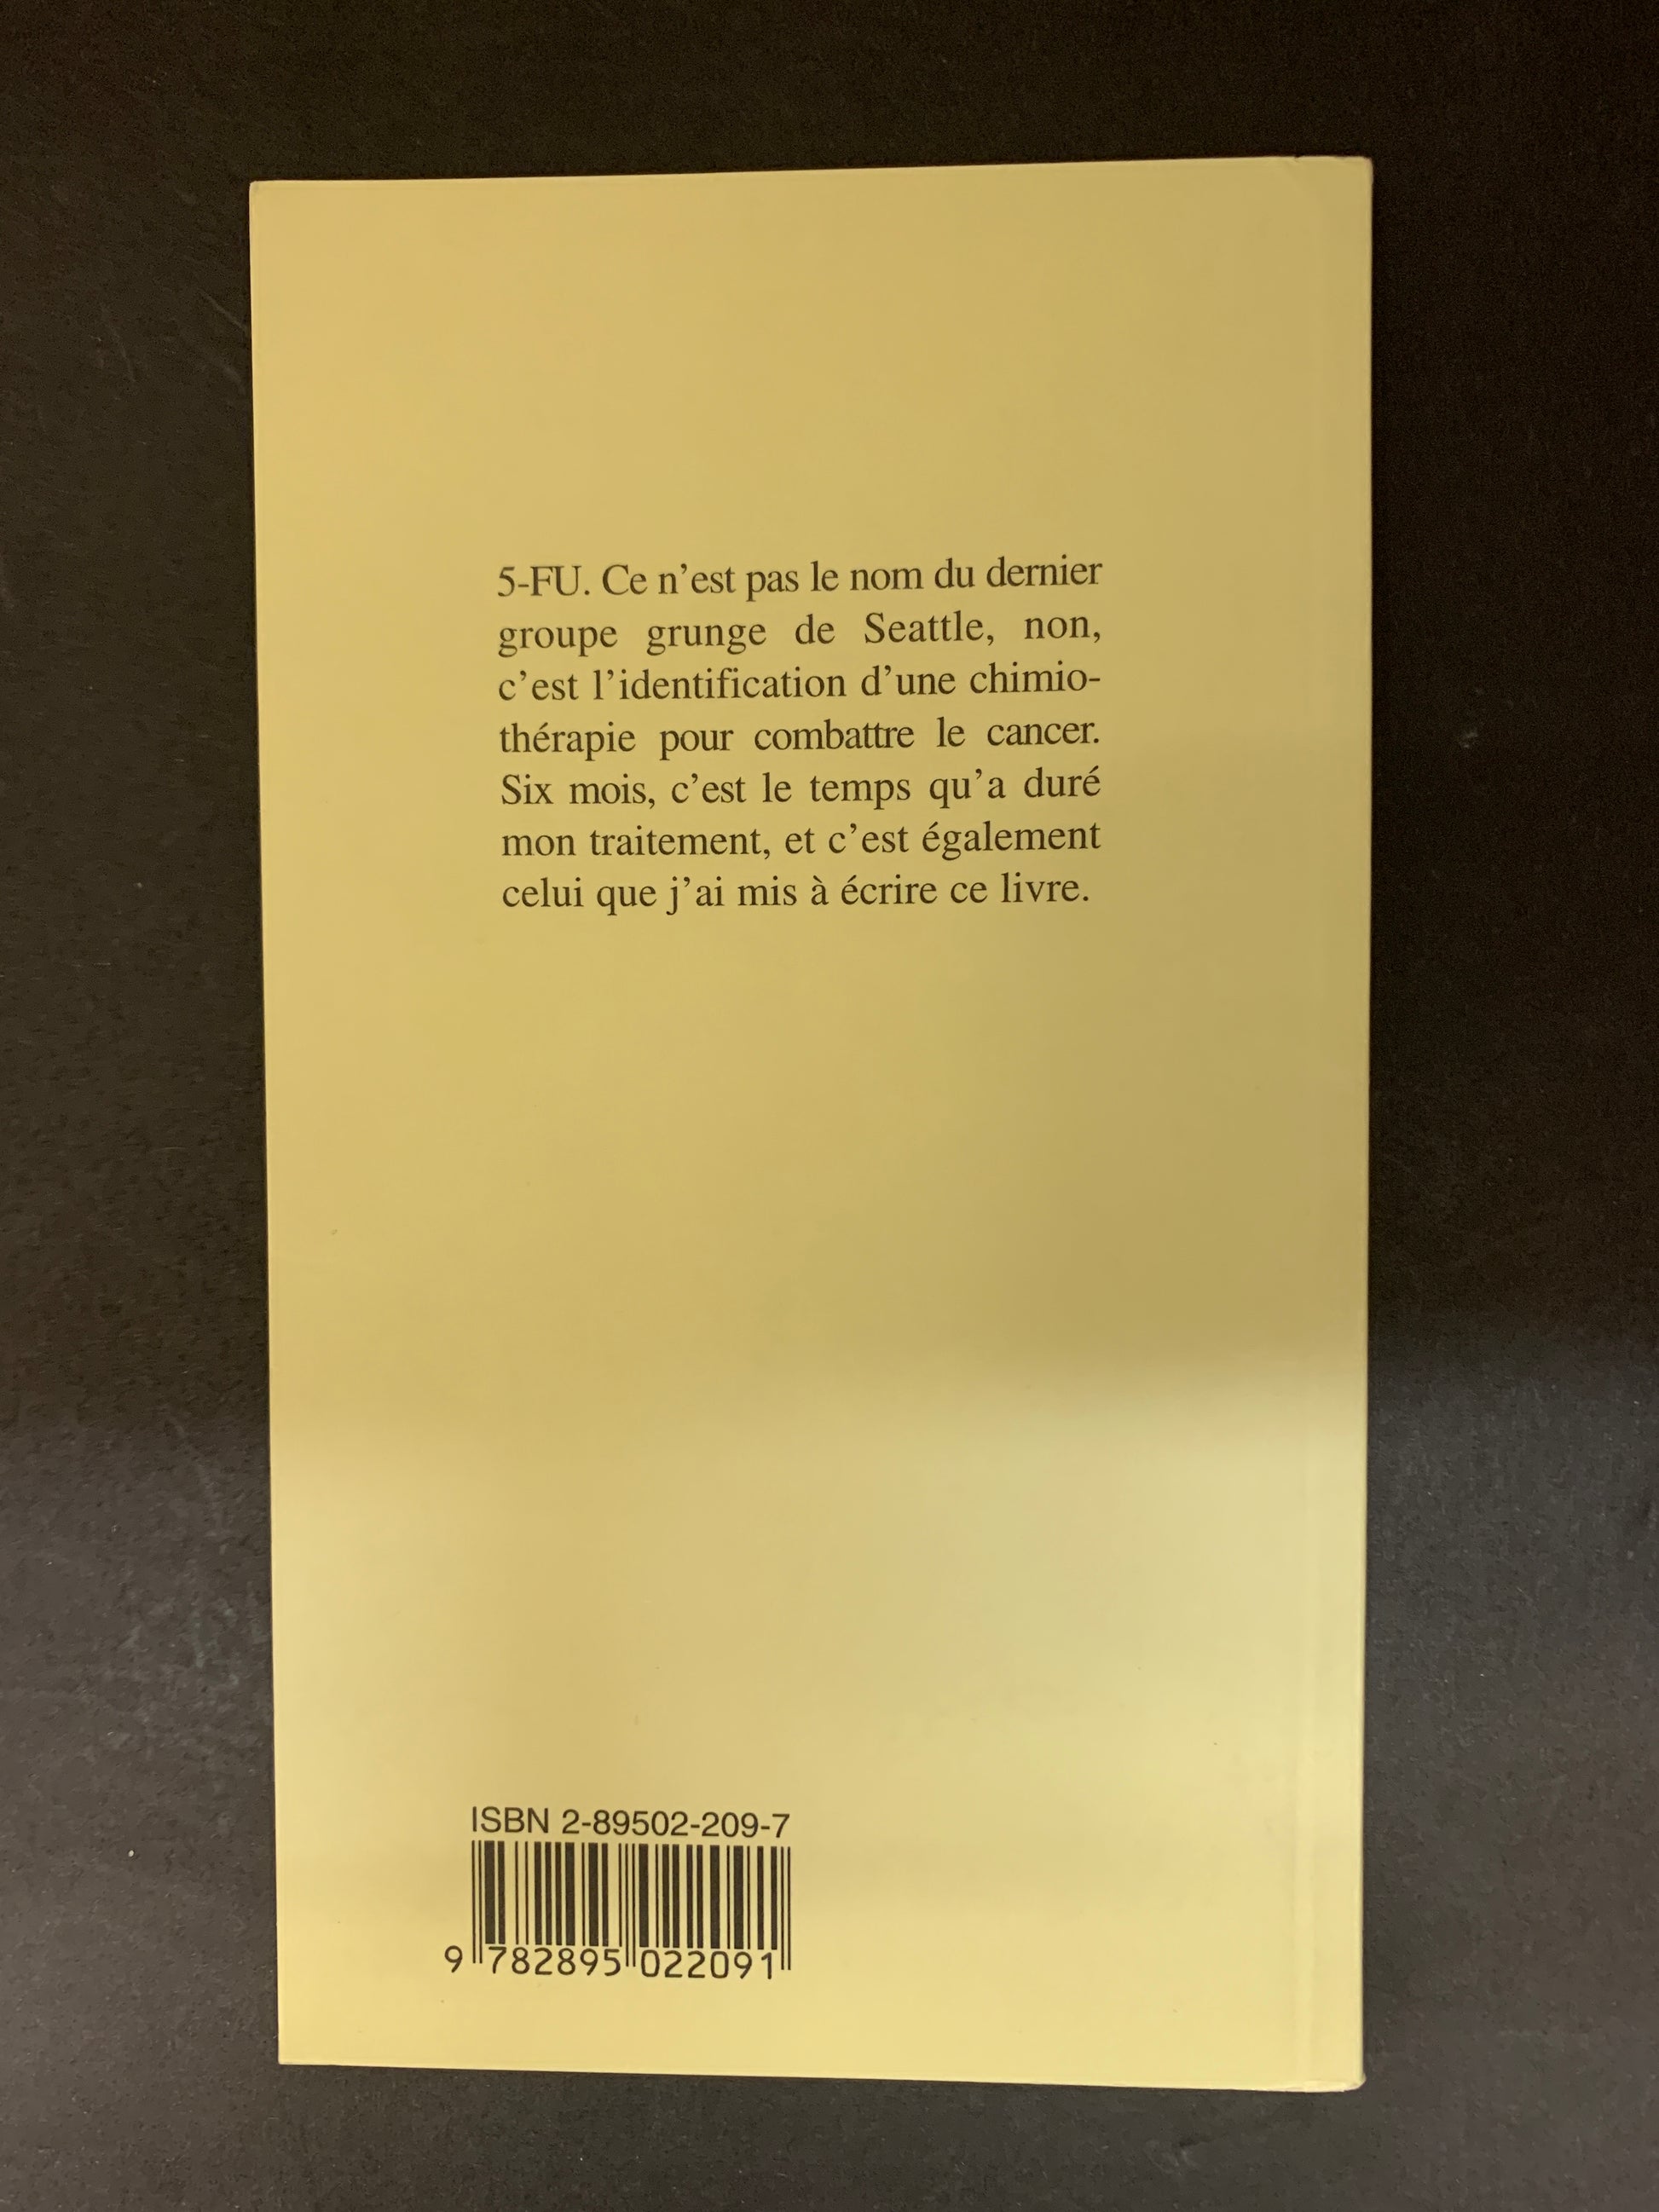 5-FU. Ce n’est pas le nom du dernier
groupe grunge de Seattle, non,
c’est l’identification d’une chimio-
thérapie pour combattre le cancer.
Six mois, c’est le temps qu’a duré
mon traitement, et c’est également
celui que j’ai mis à écrire ce livre.
ISBN 2-89502-209-7
9 782895 022091